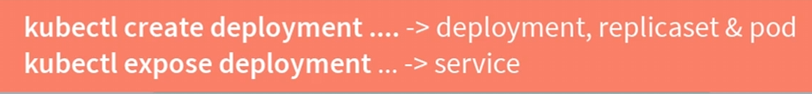 kubectl create deployment .... -> deployment, replicaset & pod
kubectl expose deployment ... -> service